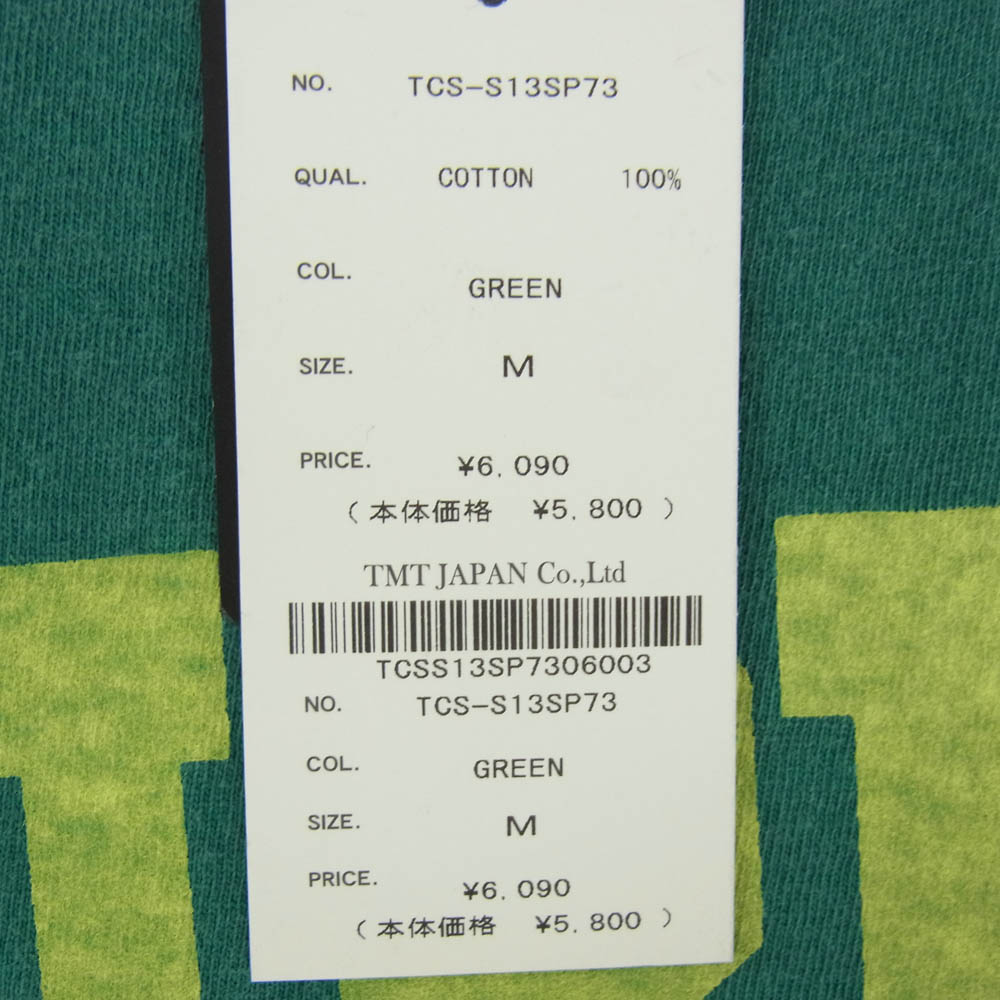 NO. TCS-S13SP73
QUAL. COTTON 100%
COL. GREEN
SIZE. M
PRICE. ¥6,090
(本体価格 ¥5,800)
TMT JAPAN Co.,Ltd
TCSS13SP7306003
NO. TCS-S13SP73
COL. GREEN
SIZE. M
PRICE. ¥6,090
(本体価格 ¥5,800)